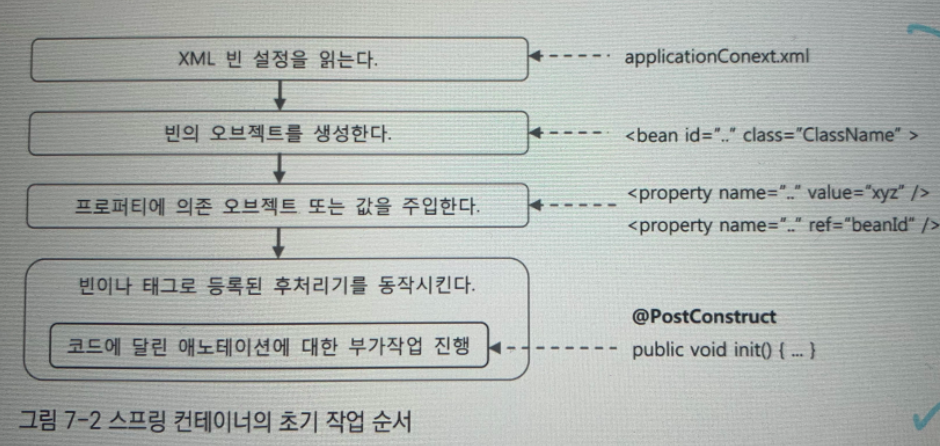 XML 빈 설정을 읽는다.
applicationConext.xml
빈의 오브젝트를 생성한다.
<bean id=".." class="ClassName" >
프로퍼티에 의존 오브젝트 또는 값을 주입한다.
<property name=".." value="xyz" />
<property name=".." ref="beanId" />
빈이나 태그로 등록된 후처리기를 동작시킨다.
@PostConstruct
코드에 달린 애노테이션에 대한 부가작업 진행
public void init() { ... }
그림 7-2 스프링 컨테이너의 초기 작업 순서